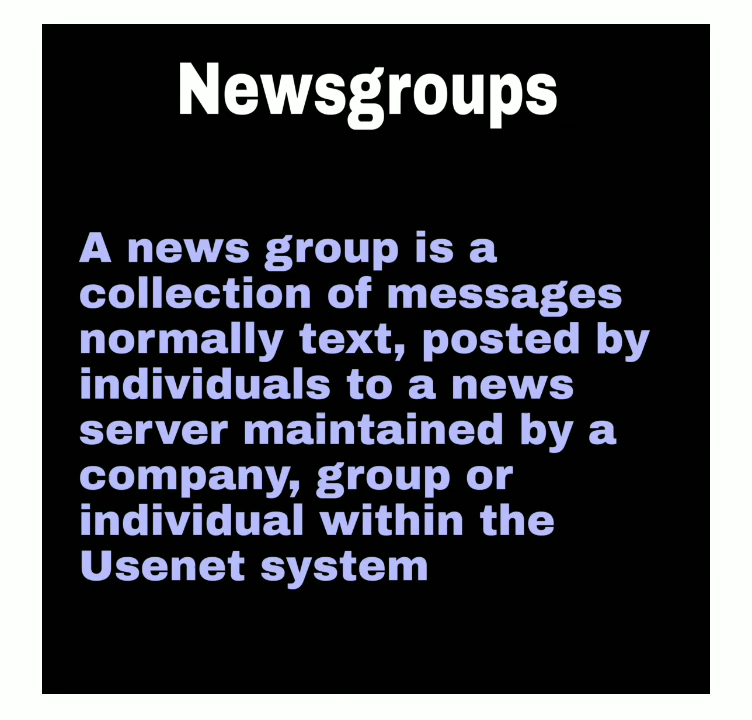 Newsgroups
A news group is a
collection of messages
normally text, posted by
individuals to a news
server maintained by a
company, group or
individual within the
Usenet system